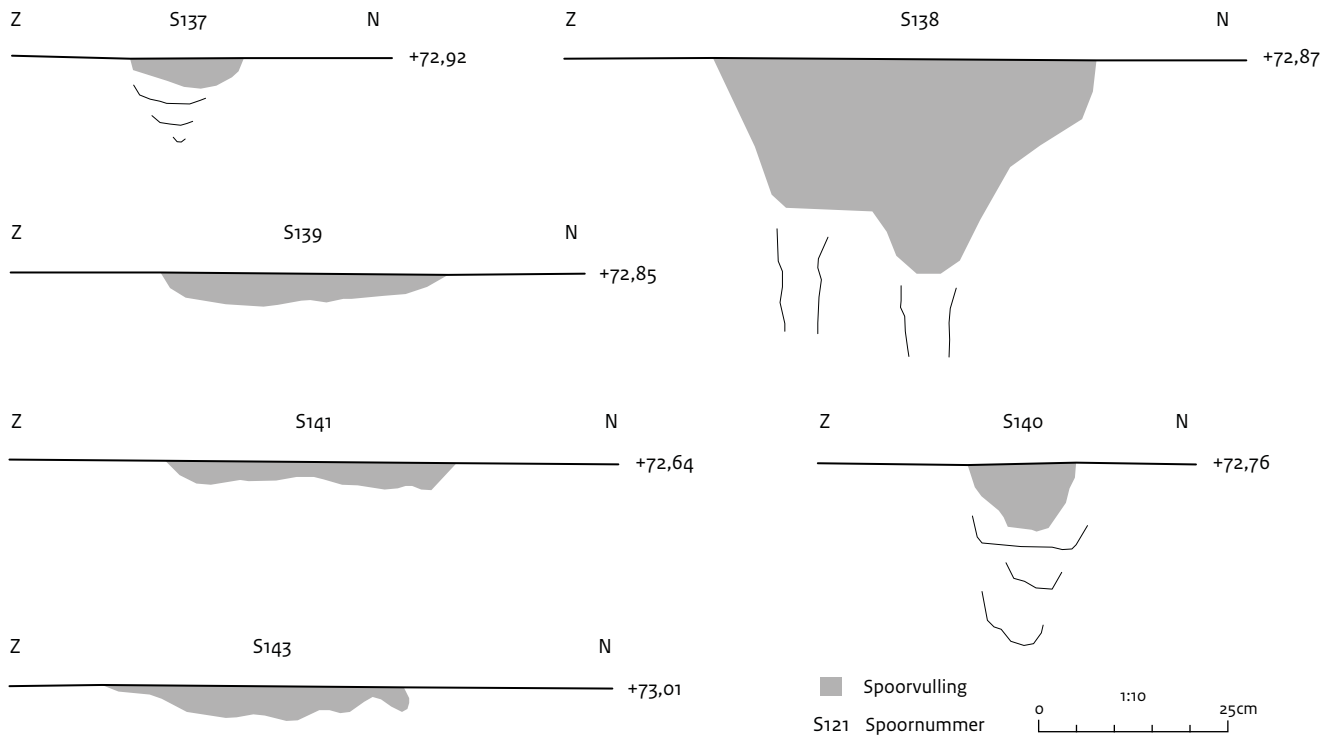 Z S137 N
+72,92
Z S138 N
+72,87
Z S139 N
+72,85
Z S141 N
+72,64
Z S140 N
+72,76
Z S143 N
+73,01
Spoorvulling
S121 Spoornummer
1:10
0 25cm